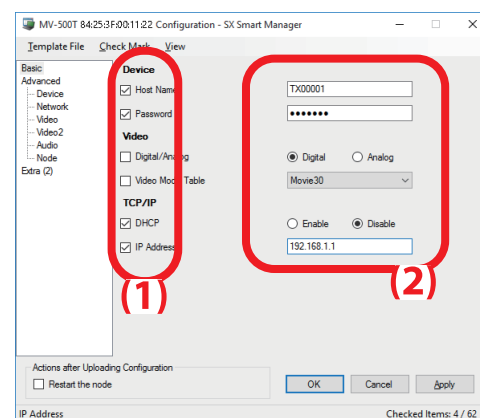 MV-500T 84:25:3F:00:11:22 Configuration - SX Smart Manager
Template File Check Mark View
Basic
Advanced
Device
Network
Video
Video2
Audio
Node
Extra (2)
Device
Host Name TX00001
Password •••••••
Video
Digital/Analog Digital Analog
Video Mode Table Movie30
TCP/IP
DHCP Enable Disable
IP Address 192.168.1.1
(1) (2)
Actions after Uploading Configuration
Restart the node
OK Cancel Apply
IP Address Checked Items: 4 / 62